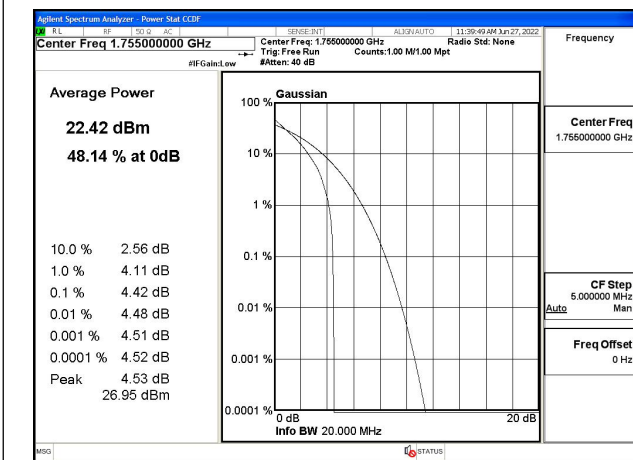 Agilent Spectrum Analyzer - Power Stat CCDF
LXI RL RF 50 Ω AC SENSE:INT ALIGN AUTO 11:39:49 AM Jun 27, 2022
Center Freq 1.755000000 GHz
Center Freq: 1.755000000 GHz Radio Std: None
Trig: Free Run Counts:1.00 M/1.00 Mpt
#IFGain:Low #Atten: 40 dB
Frequency
Average Power
22.42 dBm
48.14 % at 0dB
10.0 % 2.56 dB
1.0 % 4.11 dB
0.1 % 4.42 dB
0.01 % 4.48 dB
0.001 % 4.51 dB
0.0001 % 4.52 dB
Peak 4.53 dB
26.95 dBm
Gaussian
100 %
10 %
1 %
0.1 %
0.01 %
0.001 %
0.0001 %
0 dB 20 dB
Info BW 20.000 MHz
Center Freq
1.755000000 GHz
CF Step
5.000000 MHz
Auto Man
Freq Offset
0 Hz
MSG STATUS